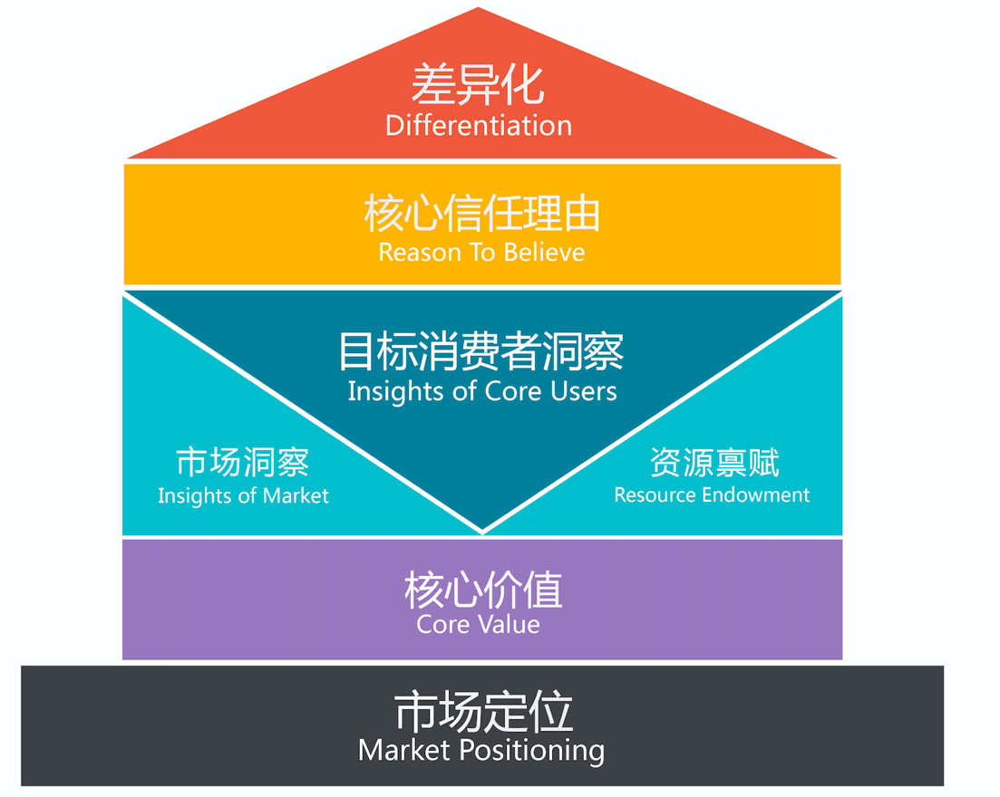 差异化
Differentiation
核心信任理由
Reason To Believe
目标消费者洞察
Insights of Core Users
市场洞察
Insights of Market
资源禀赋
Resource Endowment
核心价值
Core Value
市场定位
Market Positioning